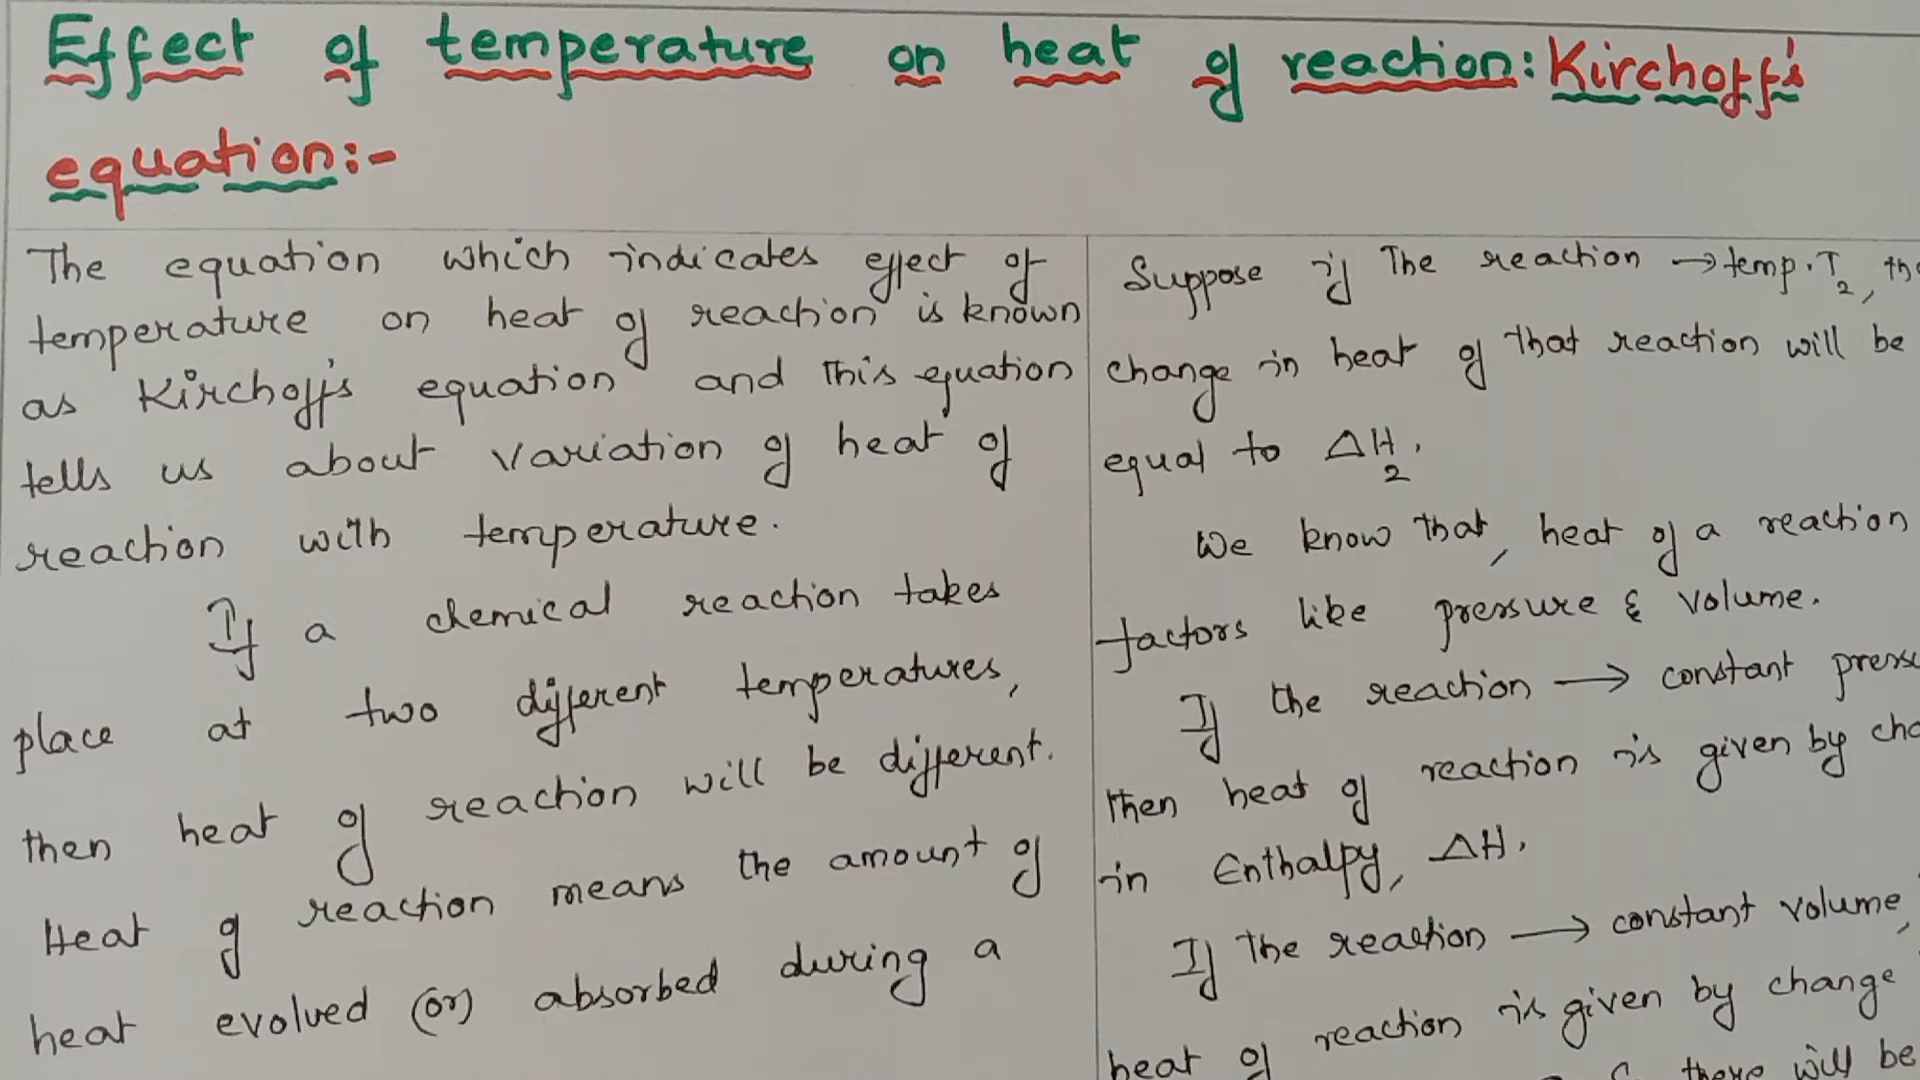 Effect of temperature on heat of reaction: Kirchoff's
equation:-
The equation which indicates effect of
temperature on heat of reaction is known
as Kirchoff's equation and this equation
tells us about variation of heat of
reaction with temperature.
If a chemical reaction takes
place at two different temperatures,
then heat of reaction will be different.
Heat of reaction means the amount of
heat evolved (or) absorbed during a
Suppose if the reaction → temp. T2, the
change in heat of that reaction will be
equal to ΔH2.
We know that, heat of a reaction
factors like pressure & volume.
If the reaction → constant
then heat of reaction is given by
in Enthalpy, ΔH.
If the reaction → constant volume,
heat of reaction is given by change
there will be